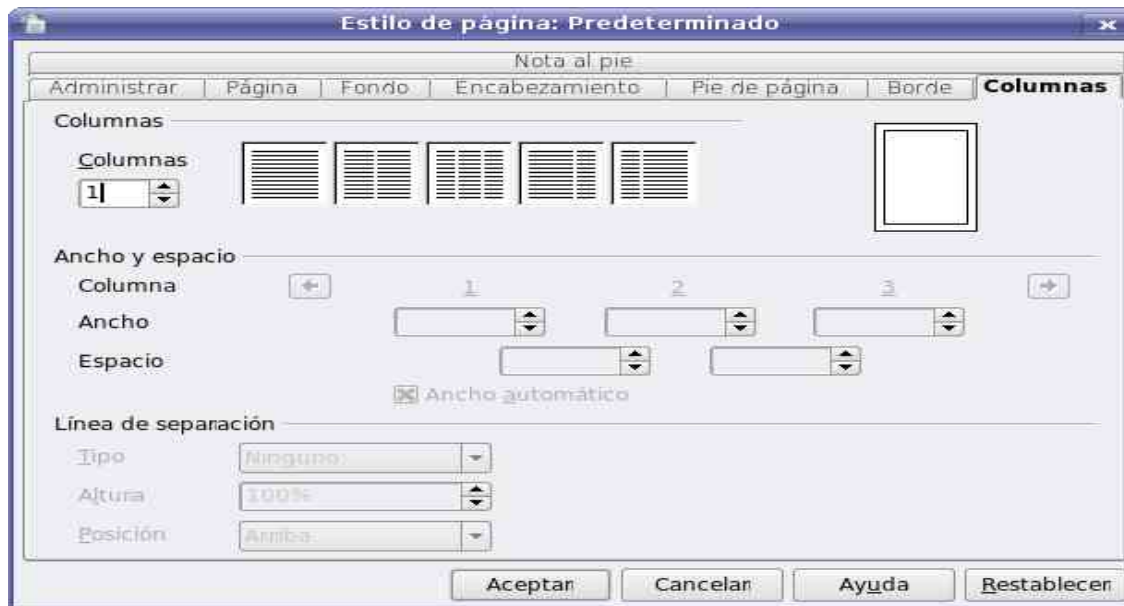 Estilo de página: Predeterminado
Nota al pie
Administrar Página Fondo Encabezamiento Pie de página Borde Columnas
Columnas
Columnas
1
Ancho y espacio
Columna 1 2 3
Ancho
Espacio
Ancho automático
Línea de separación
Tipo Ninguno
Altura 100%
Posición Arriba
Aceptar Cancelar Ayuda Restablecer